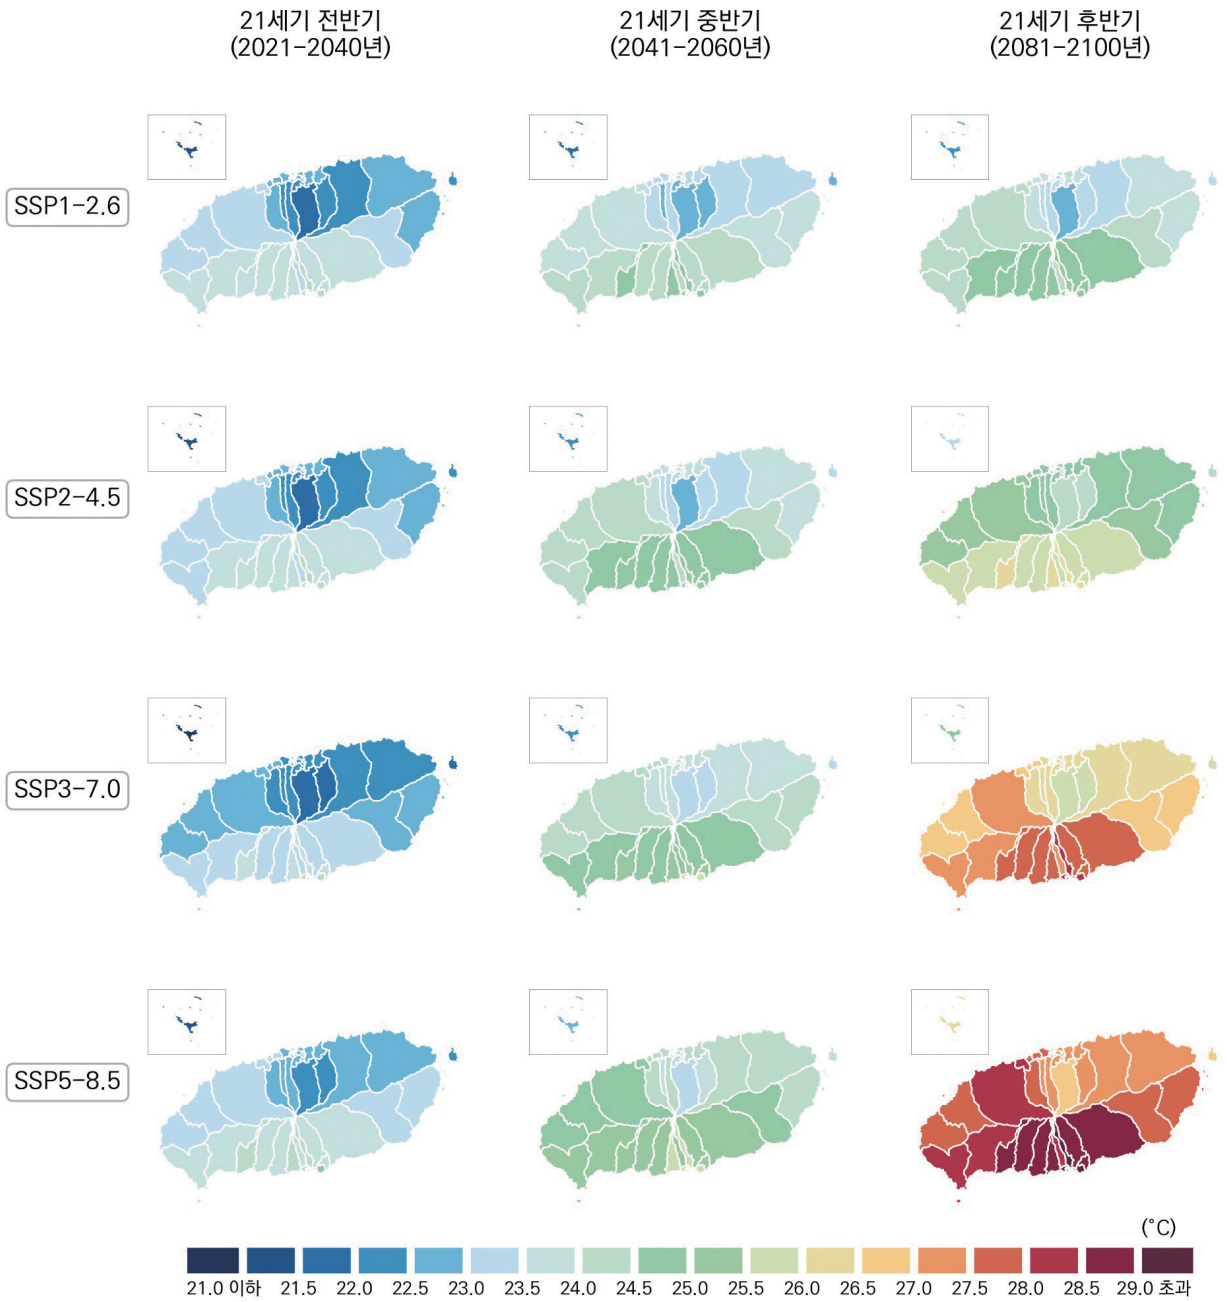 21세기 전반기
(2021-2040년)
21세기 중반기
(2041-2060년)
21세기 후반기
(2081-2100년)
SSP1-2.6
SSP2-4.5
SSP3-7.0
SSP5-8.5
(°C)
21.0 이하 21.5 22.0 22.5 23.0 23.5 24.0 24.5 25.0 25.5 26.0 26.5 27.0 27.5 28.0 28.5 29.0 초과